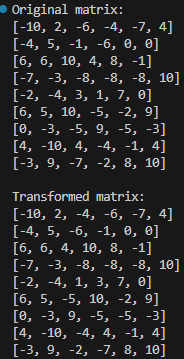 Original matrix:
[-10, 2, -6, -4, -7, 4]
[-4, 5, -1, -6, 0, 0]
[6, 6, 10, 4, 8, -1]
[-7, -3, -8, -8, -8, 10]
[-2, -4, 3, 1, 7, 0]
[6, 5, 10, -5, -2, 9]
[0, -3, -5, 9, -5, -3]
[4, -10, 4, -4, -1, 4]
[-3, 9, -7, -2, 8, 10]
Transformed matrix:
[-10, 2, -4, -6, -7, 4]
[-4, 5, -6, -1, 0, 0]
[6, 6, 4, 10, 8, -1]
[-7, -3, -8, -8, -8, 10]
[-2, -4, 1, 3, 7, 0]
[6, 5, -5, 10, -2, 9]
[0, -3, 9, -5, -5, -3]
[4, -10, -4, 4, -1, 4]
[-3, 9, -2, -7, 8, 10]